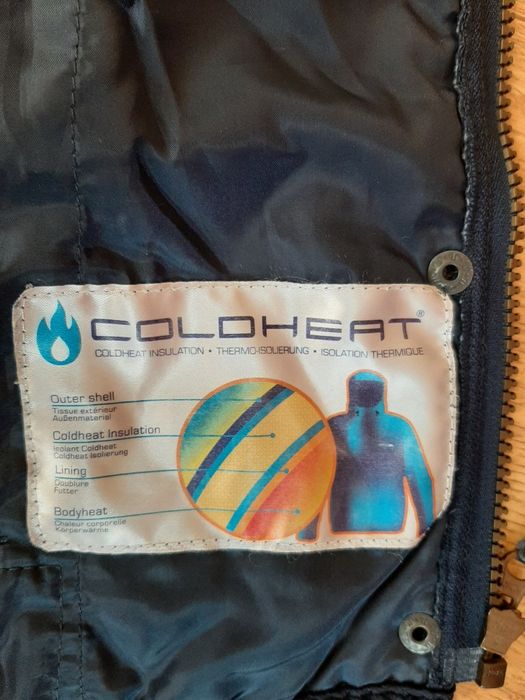 COLDHEAT®
COLDHEAT INSULATION • THERMO-ISOLIERUNG • ISOLATION THERMIQUE
Outer shell
Tissue extérieur
Außenmaterial
Coldheat Insulation
Isolant Coldheat
Coldheat Isolierung
Lining
Doublure
Futter
Bodyheat
Chaleur corporelle
Körperwärme